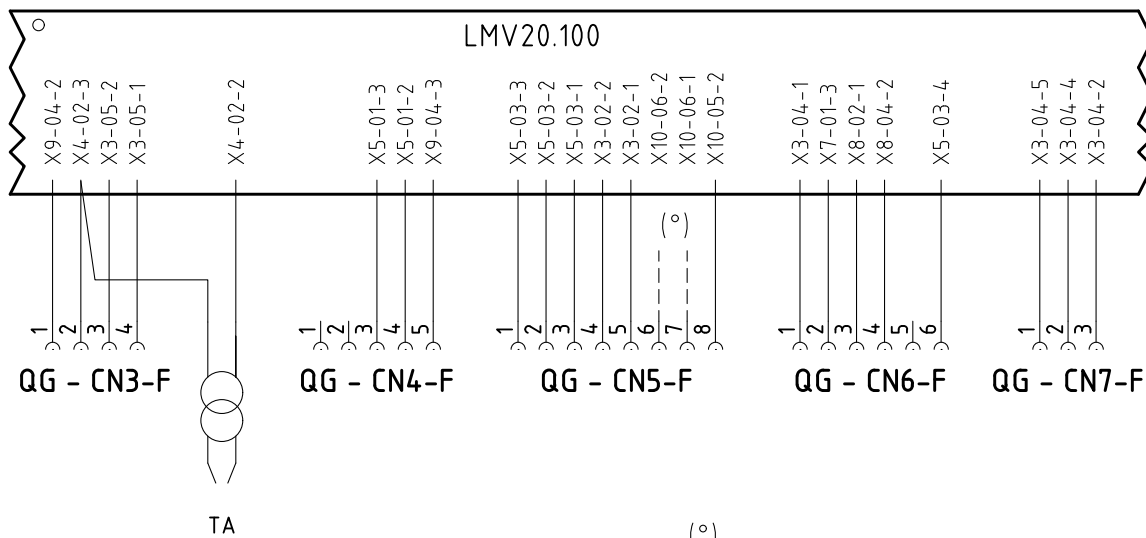 LMV20.100
X9-04-2
X4-02-3
X3-05-2
X3-05-1
X4-02-2
X5-01-3
X5-01-2
X9-04-3
X5-03-3
X5-03-2
X5-03-1
X3-02-2
X3-02-1
X10-06-2
X10-06-1
X10-05-2
X3-04-1
X7-01-3
X8-02-1
X8-04-2
X5-03-4
X3-04-5
X3-04-4
X3-04-2
(°)
1 2 3 4
1 2 3 4 5
1 2 3 4 5 6 7 8
1 2 3 4 5 6
1 2 3
QG - CN3-F
QG - CN4-F
QG - CN5-F
QG - CN6-F
QG - CN7-F
TA
(°)